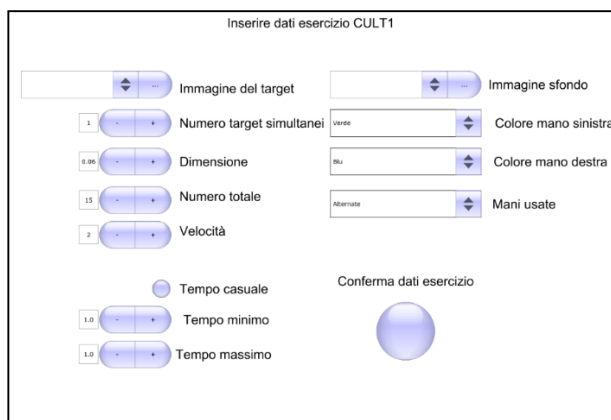 Inserire dati esercizio CULT1
... Immagine del target
... Immagine sfondo
1 - + Numero target simultanei
Verde Colore mano sinistra
0.06 - + Dimensione
Blu Colore mano destra
15 - + Numero totale
Alternate Mani usate
2 - + Velocità
Tempo casuale
Conferma dati esercizio
1.0 - + Tempo minimo
1.0 - + Tempo massimo